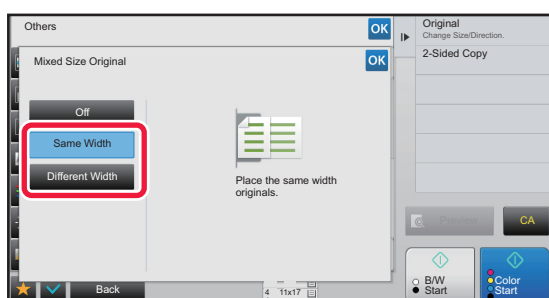 Others
OK
Original
Change Size/Direction.
Mixed Size Original
OK
2-Sided Copy
Off
Same Width
Different Width
Place the same width
originals.
Preview
CA
Back
4 11x17
B/W
Start
Color
Start